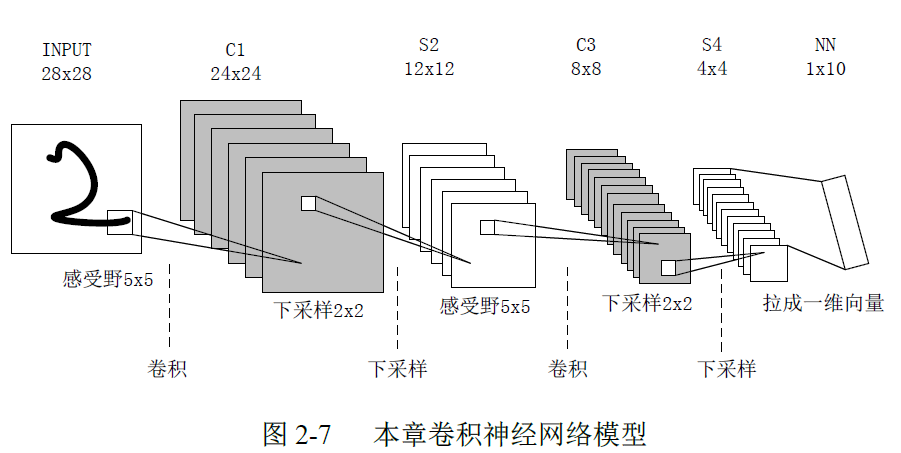 INPUT C1 S2 C3 S4 NN
28x28 24x24 12x12 8x8 4x4 1x10
感受野5x5 下采样2x2 感受野5x5 下采样2x2 拉成一维向量
卷积 下采样 卷积 下采样
图 2-7 本章卷积神经网络模型